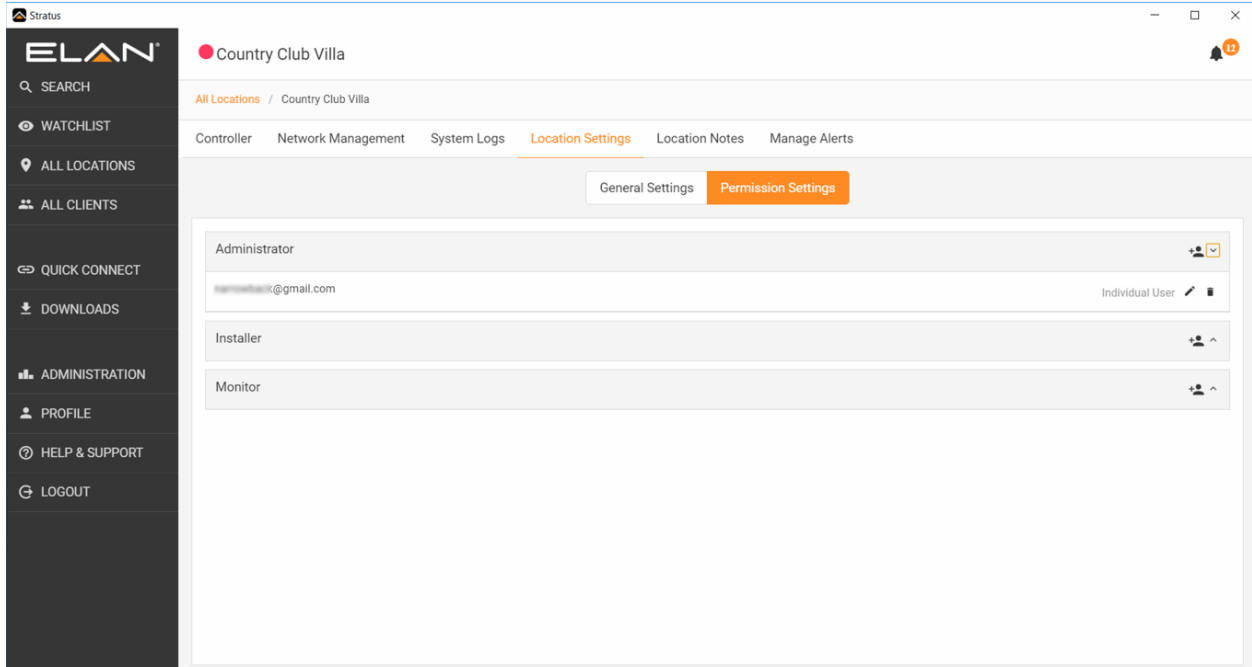 Stratus
ELAN
SEARCH
WATCHLIST
ALL LOCATIONS
ALL CLIENTS
QUICK CONNECT
DOWNLOADS
ADMINISTRATION
PROFILE
HELP & SUPPORT
LOGOUT
Country Club Villa
12
All Locations / Country Club Villa
Controller Network Management System Logs Location Settings Location Notes Manage Alerts
General Settings Permission Settings
Administrator
@gmail.com Individual User
Installer
Monitor